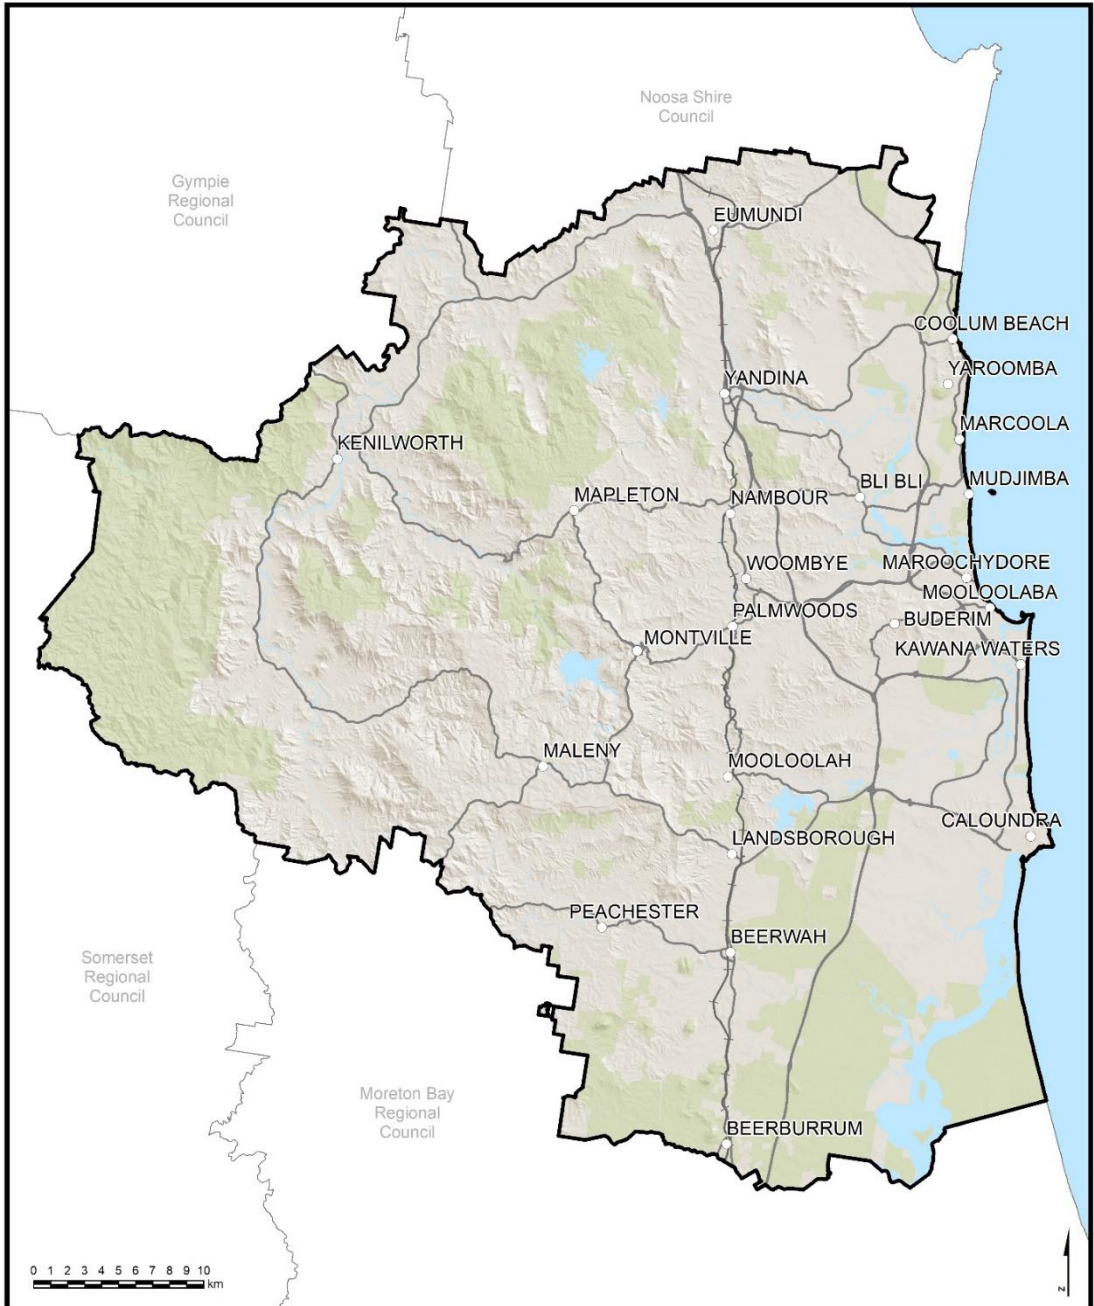 Noosa Shire
Council
Gympie
Regional
Council
EUMUNDI
COOLUM BEACH
YAROOMBA
YANDINA
MARCOOLA
KENILWORTH
BLI BLI
MUDJIMBA
MAPLETON
NAMBOUR
WOOMBYE
MAROOCHYDORE
MOOLOOLABA
PALMWOODS
BUDERIM
MONTVILLE
KAWANA WATERS
MALENY
MOOLOOLAH
CALOUNDRA
LANDSBOROUGH
PEACHESTER
BEERWAH
Somerset
Regional
Council
Moreton Bay
Regional
Council
BEERBURRUM
0 1 2 3 4 5 6 7 8 9 10
km
N